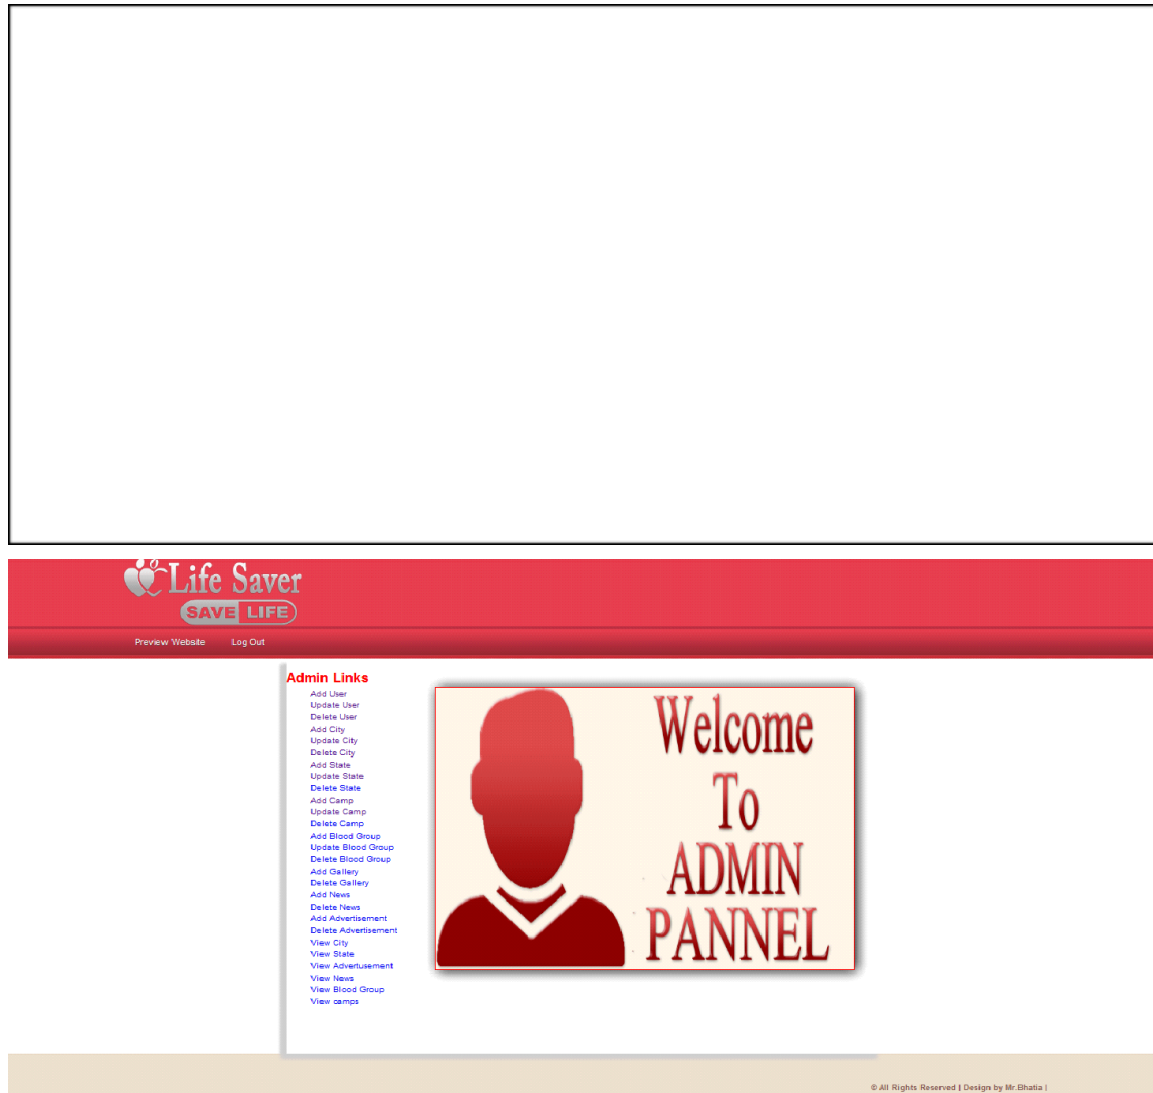 Life Saver
SAVE LIFE
Preview Website Log Out
Admin Links
Add User
Update User
Delete User
Add City
Update City
Delete City
Add State
Update State
Delete State
Add Camp
Update Camp
Delete Camp
Add Blood Group
Update Blood Group
Delete Blood Group
Add Gallery
Delete Gallery
Add News
Delete News
Add Advertisement
Delete Advertisement
View City
View State
View Advertusement
View News
View Blood Group
View camps
Welcome
To
ADMIN
PANNEL
© All Rights Reserved | Design by Mr.Bhatia |